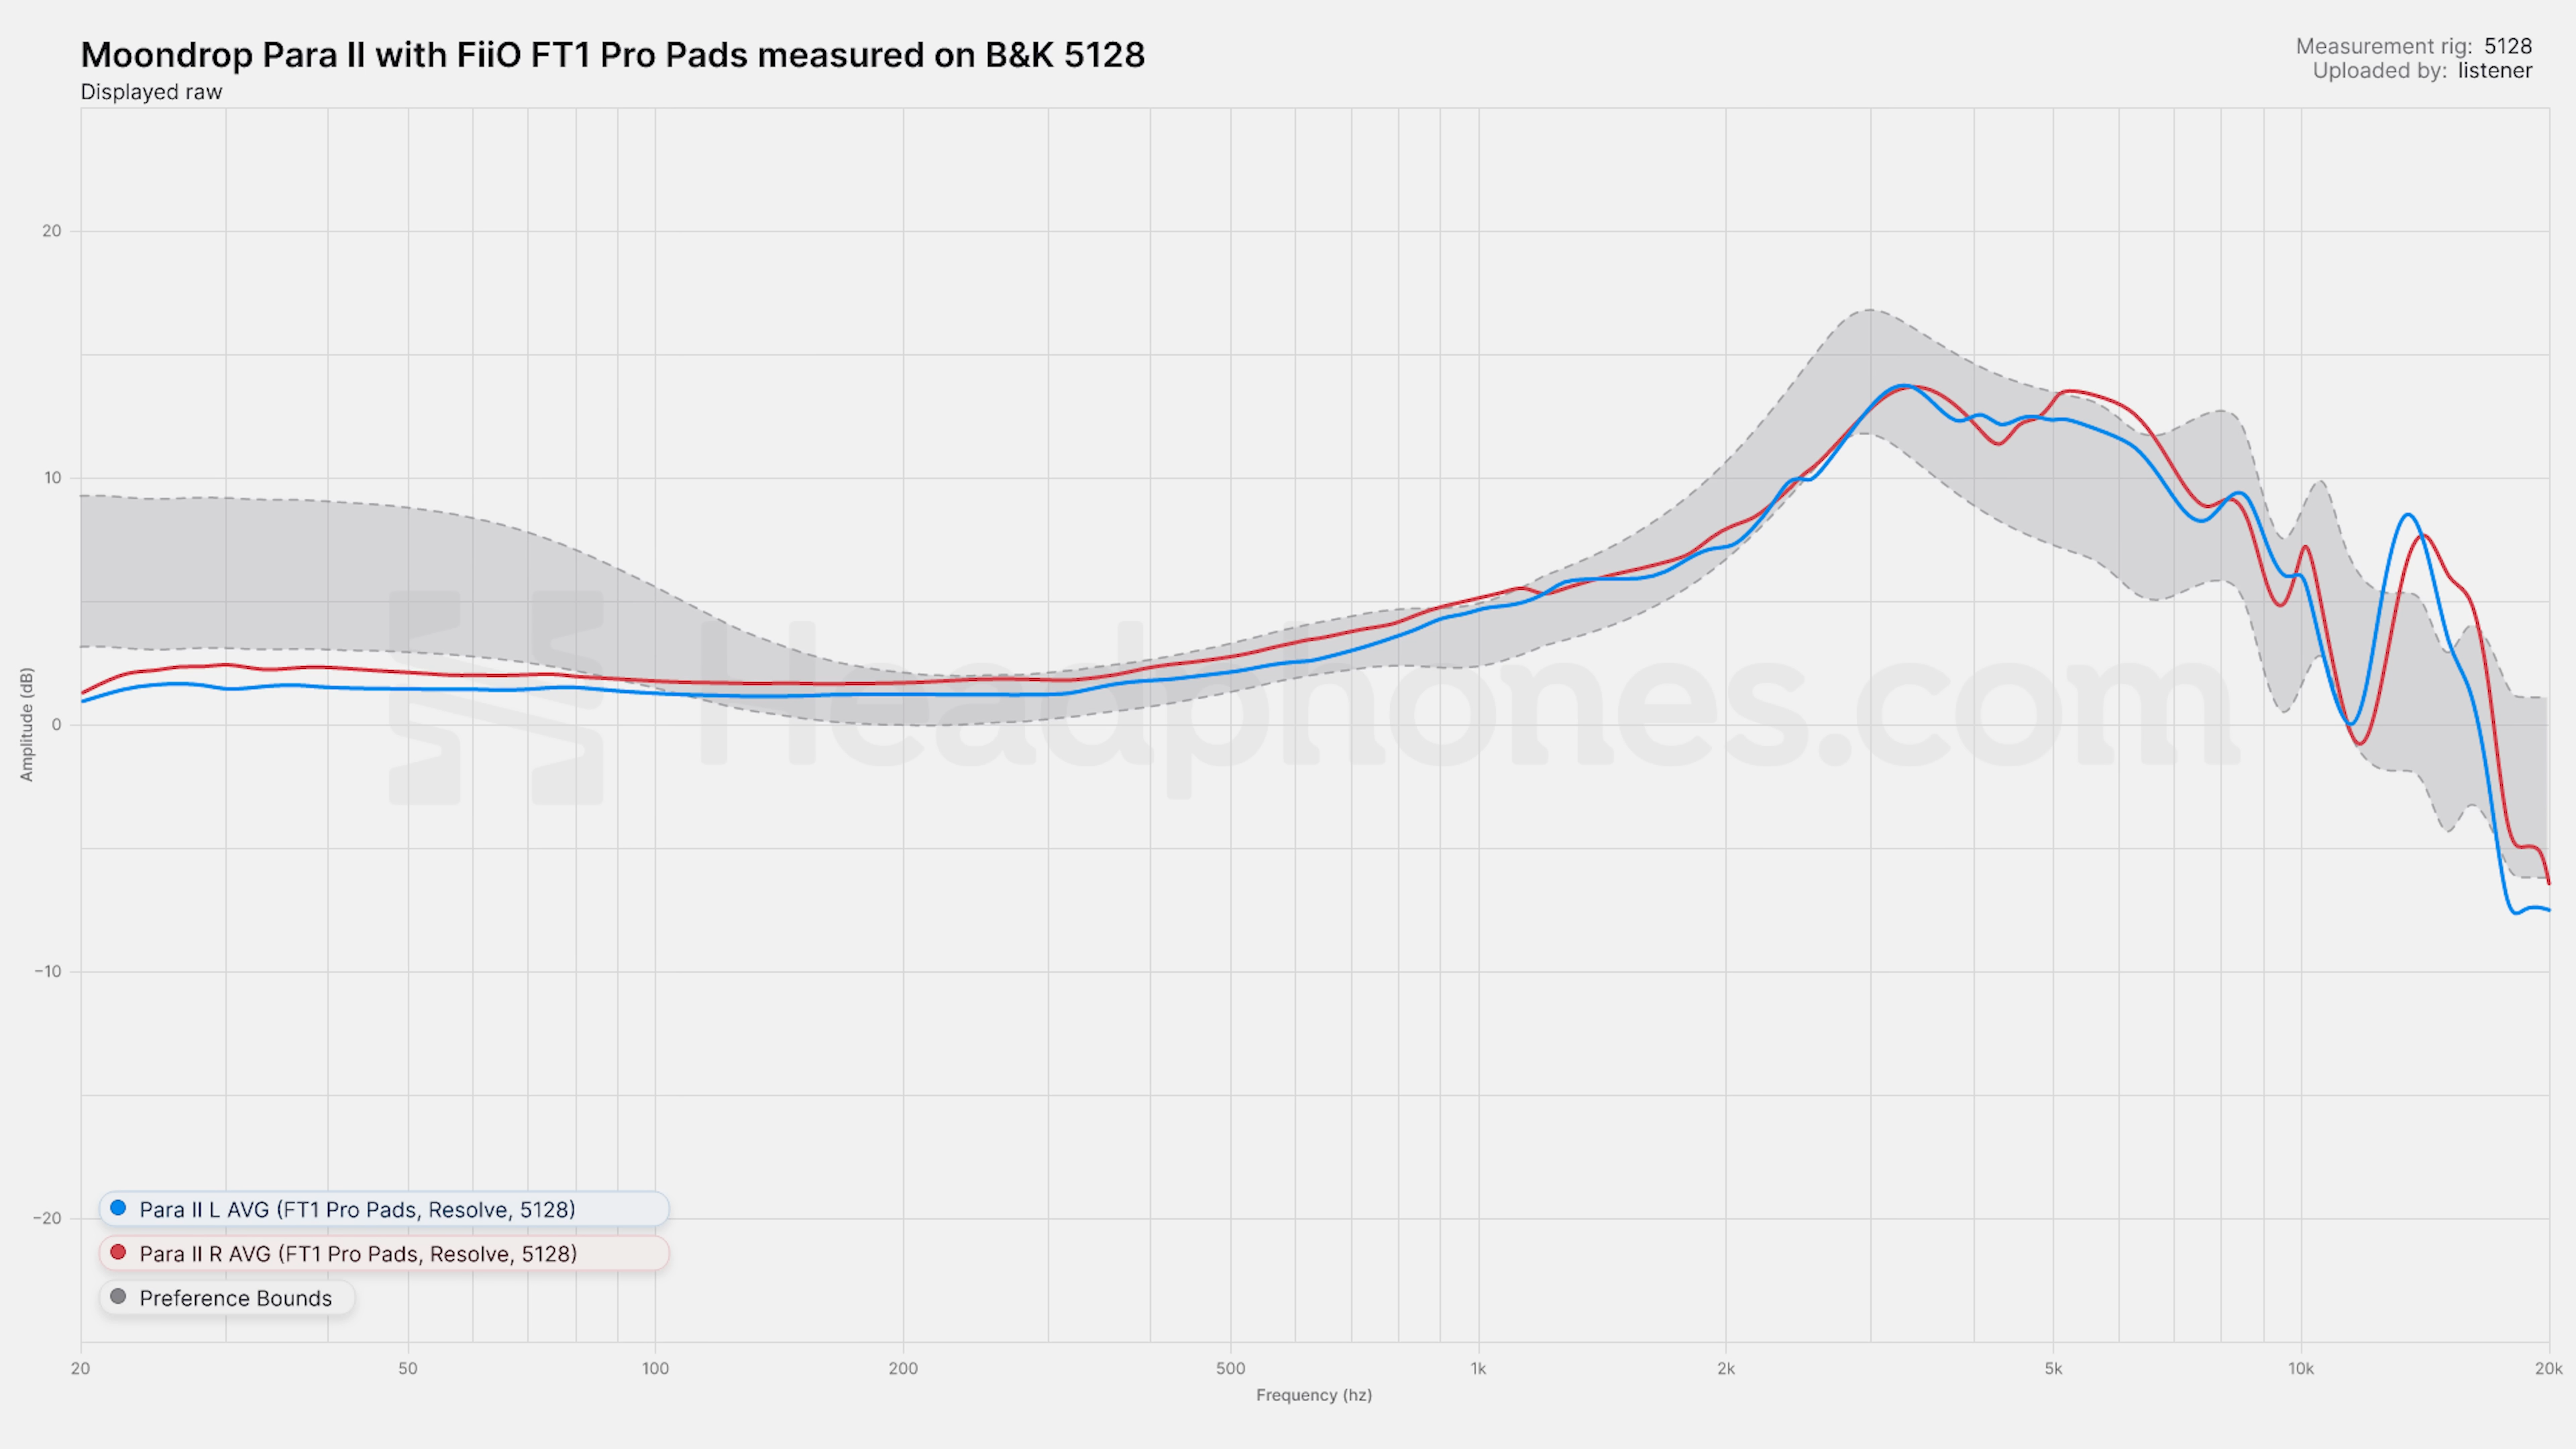 Moondrop Para II with FiiO FT1 Pro Pads measured on B&K 5128
Displayed raw
Measurement rig: 5128
Uploaded by: listener
20
10
0
−10
−20
Amplitude (dB)
Headphones.com
Para II L AVG (FT1 Pro Pads, Resolve, 5128)
Para II R AVG (FT1 Pro Pads, Resolve, 5128)
Preference Bounds
20 50 100 200 500 1k 2k 5k 10k 20k
Frequency (hz)